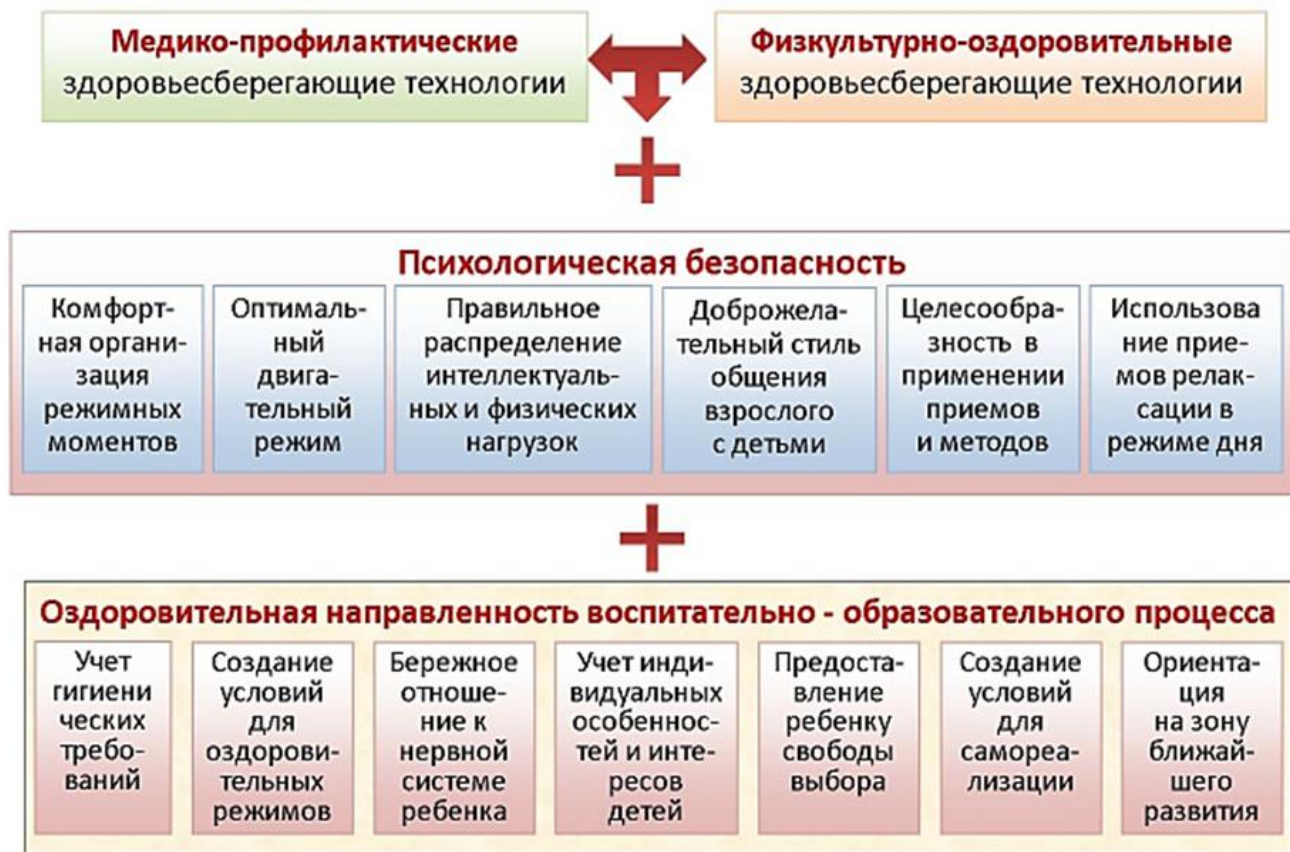 Медико-профилактические
здоровьесберегающие технологии
Физкультурно-оздоровительные
здоровьесберегающие технологии
Психологическая безопасность
Комфорт-
ная органи-
зация
режимных
моментов
Оптималь-
ный
двига-
тельный
режим
Правильное
распределение
интеллектуаль-
ных и физических
нагрузок
Доброжела-
тельный стиль
общения
взрослого
с детьми
Целесообра-
зность в
применении
приемов
и методов
Использова
ние прие-
мов релак-
сации в
режиме дня
Оздоровительная направленность воспитательно - образовательного процесса
Учет
гигиени
ческих
требо-
ваний
Создание
условий
для
оздорови-
тельных
режимов
Бережное
отноше-
ние к
нервной
системе
ребенка
Учет инди-
видуальных
особеннос-
тей и инте-
ресов
детей
Предоста-
вление
ребенку
свободы
выбора
Создание
условий
для
самореа-
лизации
Ориента-
ция
на зону
ближай-
шего
развития